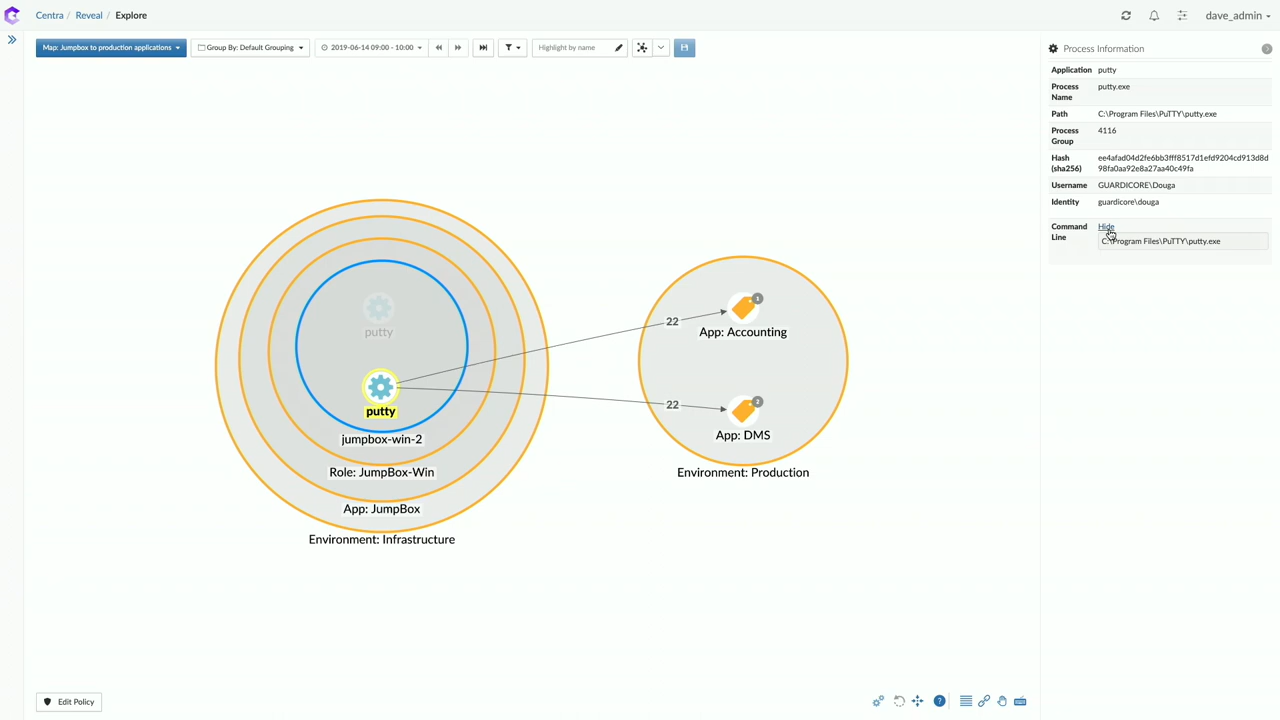 Centra / Reveal / Explore
dave_admin
Map: Jumpbox to production applications
Group By: Default Grouping
2019-06-14 09:00 - 10:00
Highlight by name
putty
putty
jumpbox-win-2
Role: JumpBox-Win
App: JumpBox
Environment: Infrastructure
22
22
1
App: Accounting
2
App: DMS
Environment: Production
Process Information
Application putty
Process Name putty.exe
Path C:\Program Files\PuTTY\putty.exe
Process Group 4116
Hash (sha256) ee4afad04d2fe6bb3fff8517d1efd9204cd913d8d
98fa0aa92e8a27aa40c49fa
Username GUARDICORE\Douga
Identity guardicore\douga
Command Line Hide
C:\Program Files\PuTTY\putty.exe
Edit Policy
?